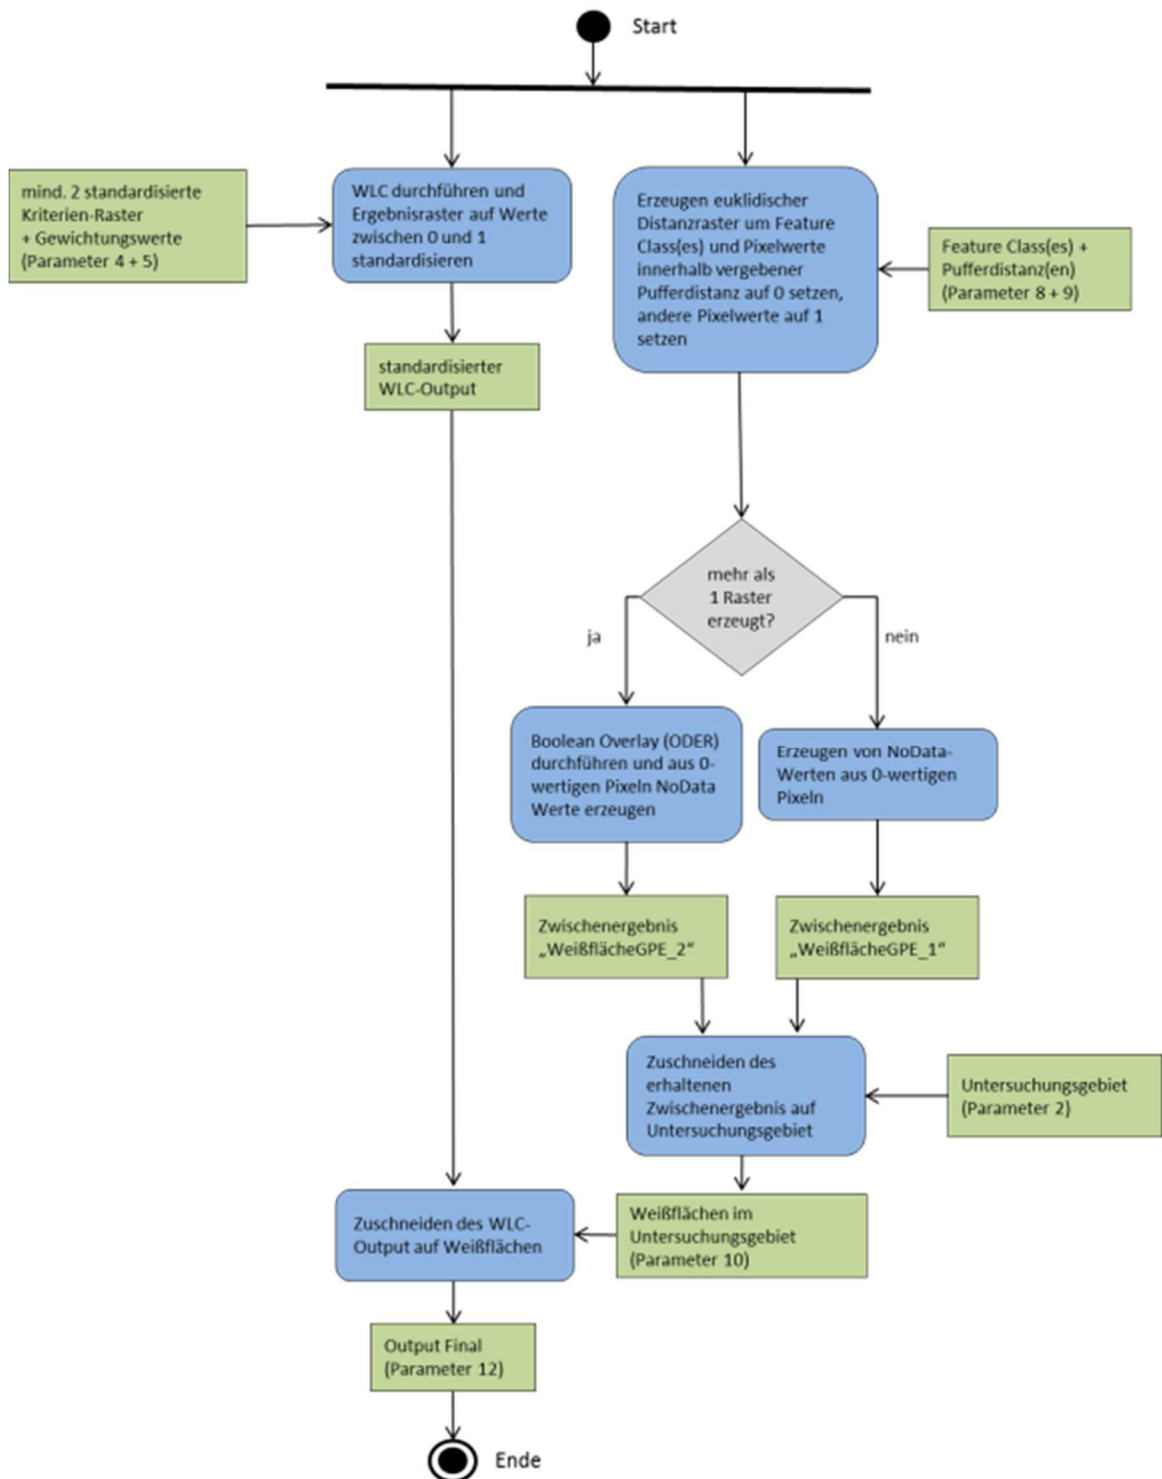 Start
mind. 2 standardisierte
Kriterien-Raster
+ Gewichtungswerte
(Parameter 4 + 5)
WLC durchführen und
Ergebnisraster auf Werte
zwischen 0 und 1
standardisieren
Erzeugen euklidischer
Distanzraster um Feature
Class(es) und Pixelwerte
innerhalb vergebener
Pufferdistanz auf 0 setzen,
andere Pixelwerte auf 1
setzen
Feature Class(es) +
Pufferdistanz(en)
(Parameter 8 + 9)
standardisierter
WLC-Output
mehr als
1 Raster
erzeugt?
ja
nein
Boolean Overlay (ODER)
durchführen und aus 0-
wertigen Pixeln NoData
Werte erzeugen
Erzeugen von NoData-
Werten aus 0-wertigen
Pixeln
Zwischenergebnis
„WeißflächeGPE_2“
Zwischenergebnis
„WeißflächeGPE_1“
Zuschneiden des
erhaltenen
Zwischenergebnis auf
Untersuchungsgebiet
Untersuchungsgebiet
(Parameter 2)
Zuschneiden des WLC-
Output auf Weißflächen
Weißflächen im
Untersuchungsgebiet
(Parameter 10)
Output Final
(Parameter 12)
Ende